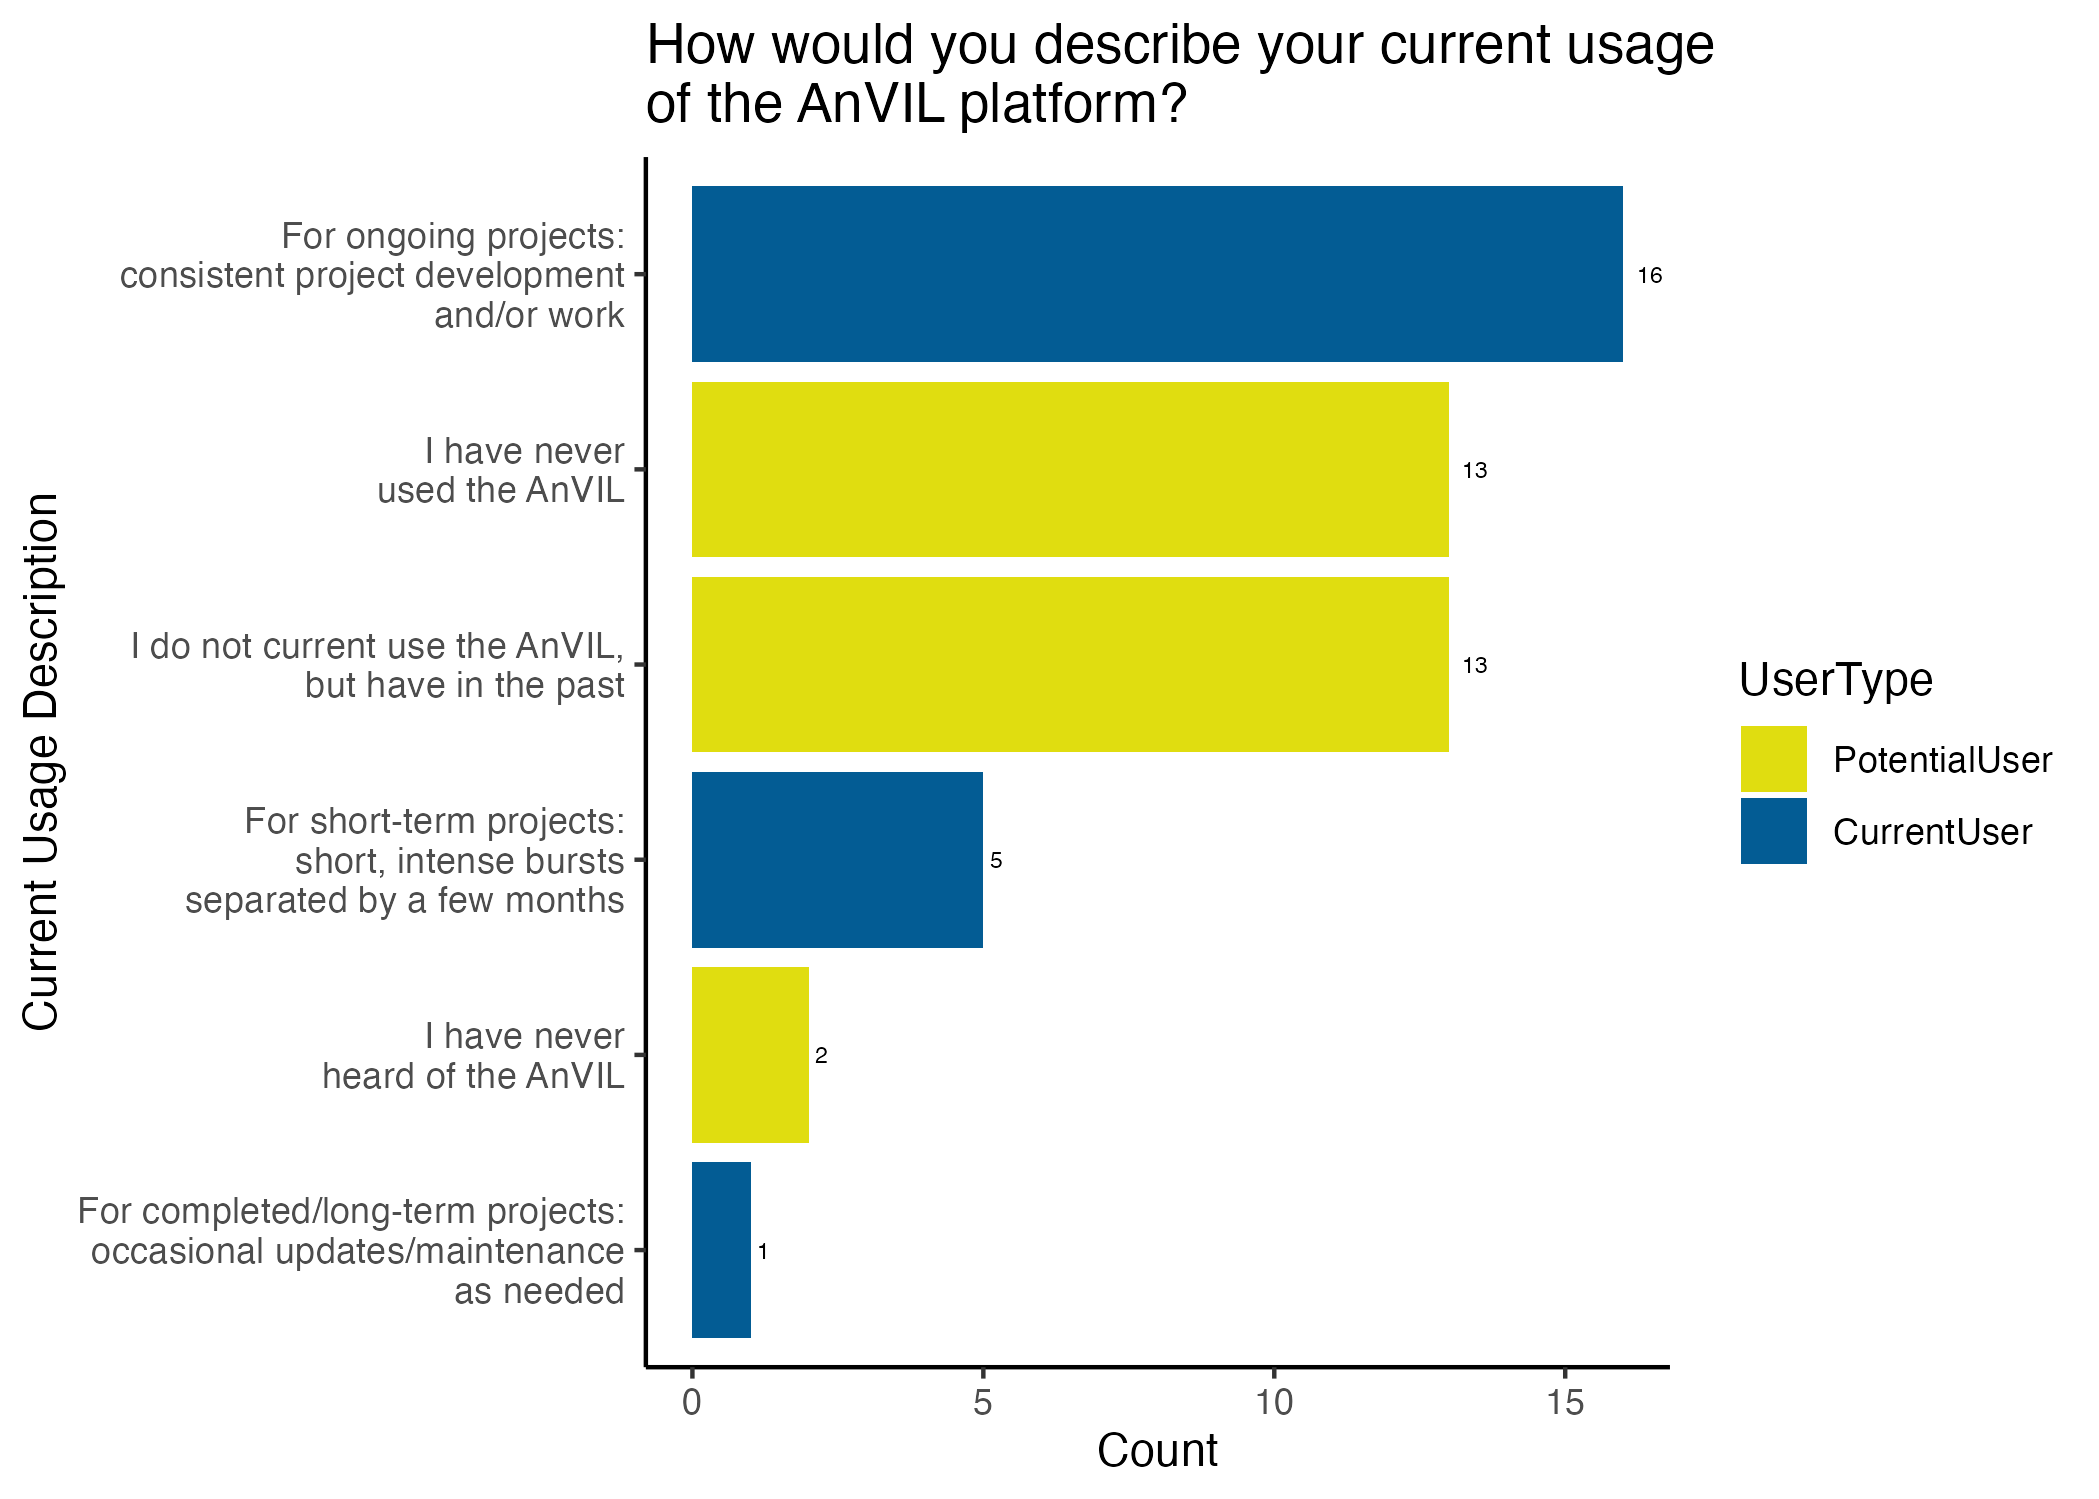 How would you describe your current usage
of the AnVIL platform?
Current Usage Description
For ongoing projects:
consistent project development
and/or work
16
I have never
used the AnVIL
13
I do not current use the AnVIL,
but have in the past
13
For short-term projects:
short, intense bursts
separated by a few months
5
I have never
heard of the AnVIL
2
For completed/long-term projects:
occasional updates/maintenance
as needed
1
0
5
10
15
Count
UserType
PotentialUser
CurrentUser